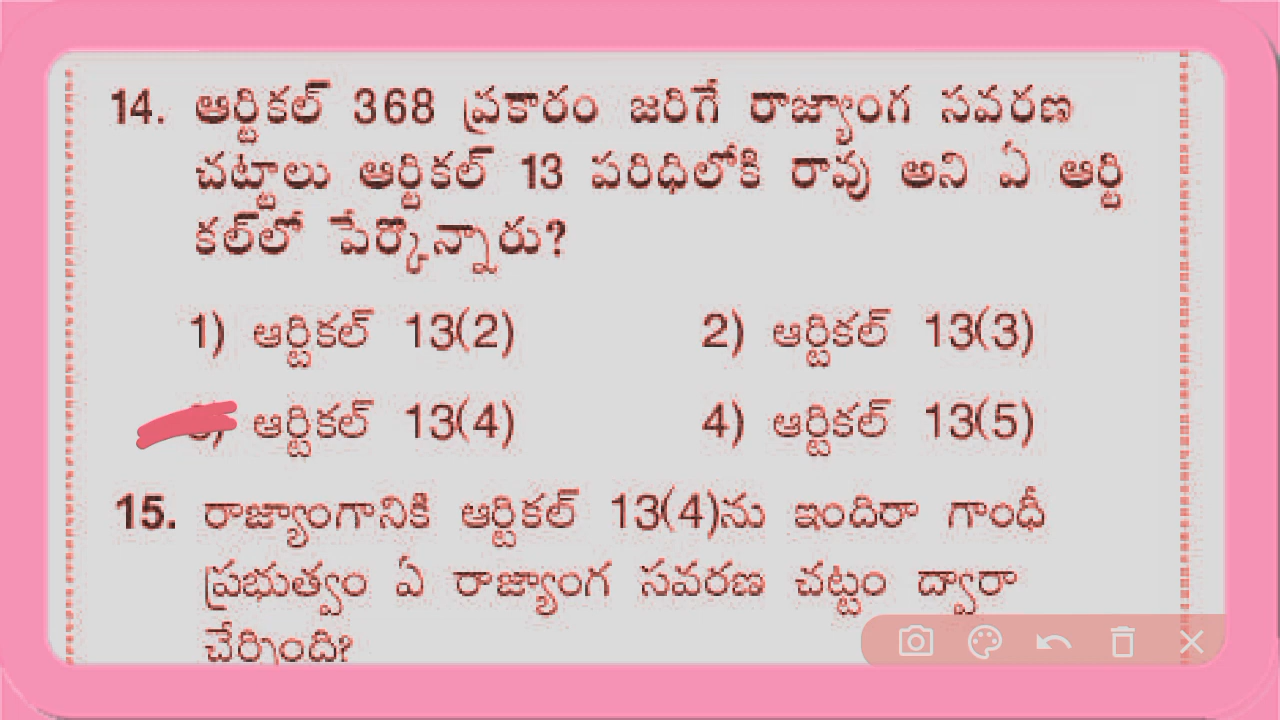 14. ఆర్టికల్ 368 ప్రకారం జరిగే రాజ్యాంగ సవరణ
చట్టాలు ఆర్టికల్ 13 పరిధిలోకి రావు అని ఏ ఆర్టి
కల్‌లో పేర్కొన్నారు?
1) ఆర్టికల్ 13(2) 2) ఆర్టికల్ 13(3)
3) ఆర్టికల్ 13(4) 4) ఆర్టికల్ 13(5)
15. రాజ్యాంగానికి ఆర్టికల్ 13(4)ను ఇందిరా గాంధీ
ప్రభుత్వం ఏ రాజ్యాంగ సవరణ చట్టం ద్వారా
చేర్చింది?